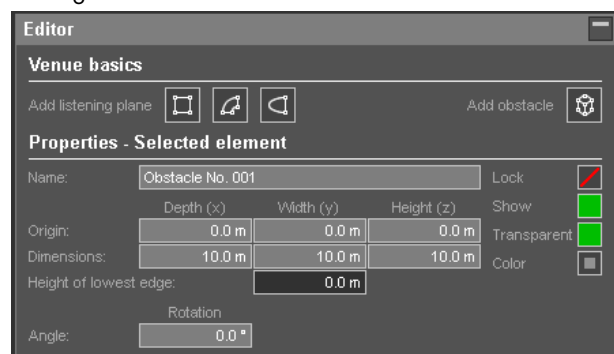 Editor
Venue basics
Add listening plane
Add obstacle
Properties - Selected element
Name: Obstacle No. 001 Lock
Depth (x) Width (y) Height (z) Show
Origin: 0.0 m 0.0 m 0.0 m Transparent
Dimensions: 10.0 m 10.0 m 10.0 m Color
Height of lowest edge: 0.0 m
Rotation
Angle: 0.0 °